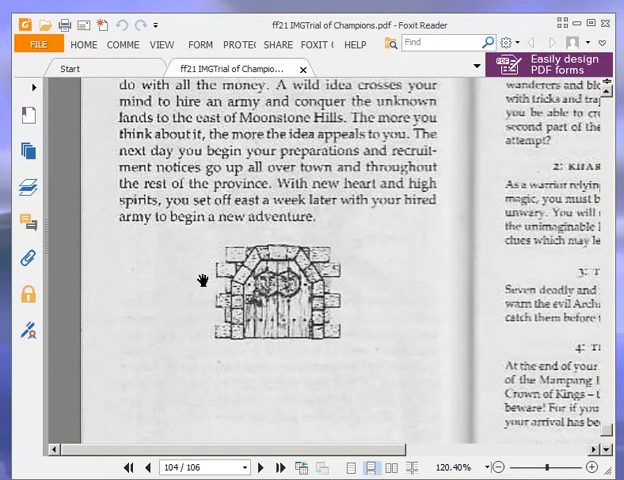 ff21 IMGTrial of Champions.pdf - Foxit Reader
FILE HOME COMME VIEW FORM PROTE SHARE FOXIT C HELP Find
Start ff21 IMGTrial of Champio... Easily design
PDF forms
do with all the money. A wild idea crosses your
mind to hire an army and conquer the unknown
lands to the east of Moonstone Hills. The more you
think about it, the more the idea appeals to you. The
next day you begin your preparations and recruit-
ment notices go up all over town and throughout
the rest of the province. With new heart and high
spirits, you set off east a week later with your hired
army to begin a new adventure.
wanderers and
with tricks and
you be able to
second part of the
attempt?
2:
As a warrior
magic, you must
unwary. You will
the unimaginable
clues which may
3:
Seven deadly and
warn the evil
catch them before
4:
At the end of your
of the Mampang
Crown of Kings –
beware! For if you
your arrival has
104 / 106 120.40%